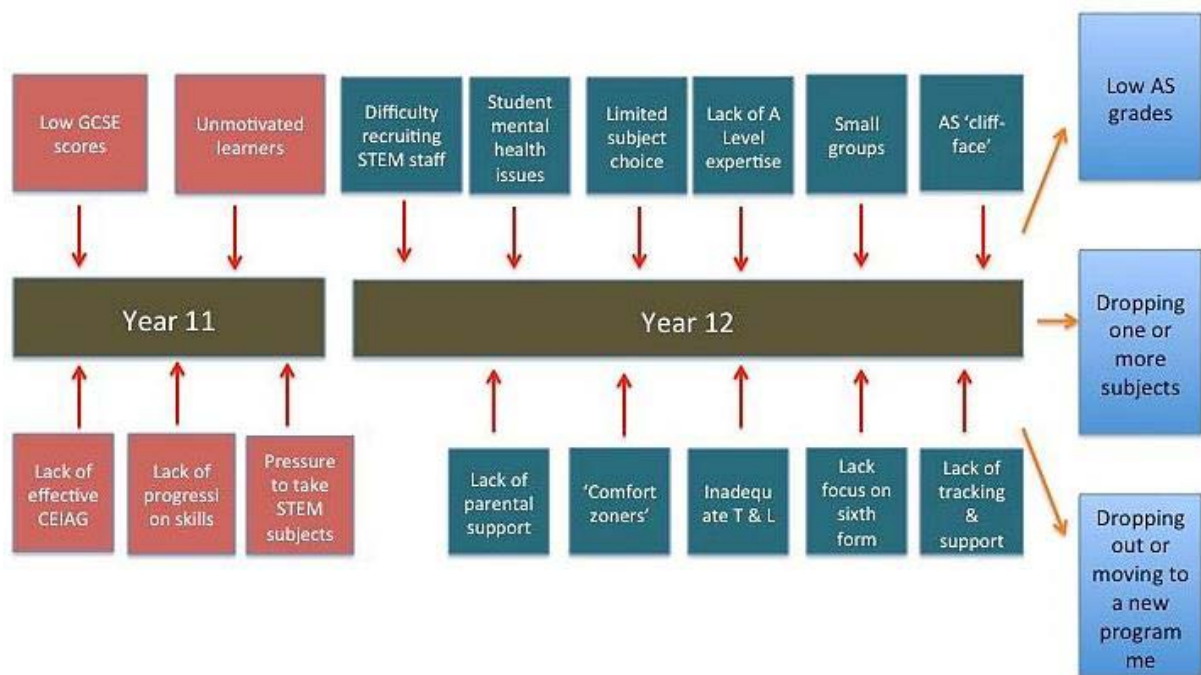 Low GCSE
scores
Unmotivated
learners
Difficulty
recruiting
STEM staff
Student
mental
health
issues
Limited
subject
choice
Lack of A
Level
expertise
Small
groups
AS ‘cliff-
face’
Low AS
grades
Year 11
Year 12
Dropping
one or
more
subjects
Lack of
effective
CEIAG
Lack of
progressi
on skills
Pressure
to take
STEM
subjects
Lack of
parental
support
‘Comfort
zoners’
Inadequ
ate T & L
Lack
focus on
sixth
form
Lack of
tracking
&
support
Dropping
out or
moving to
a new
program
me